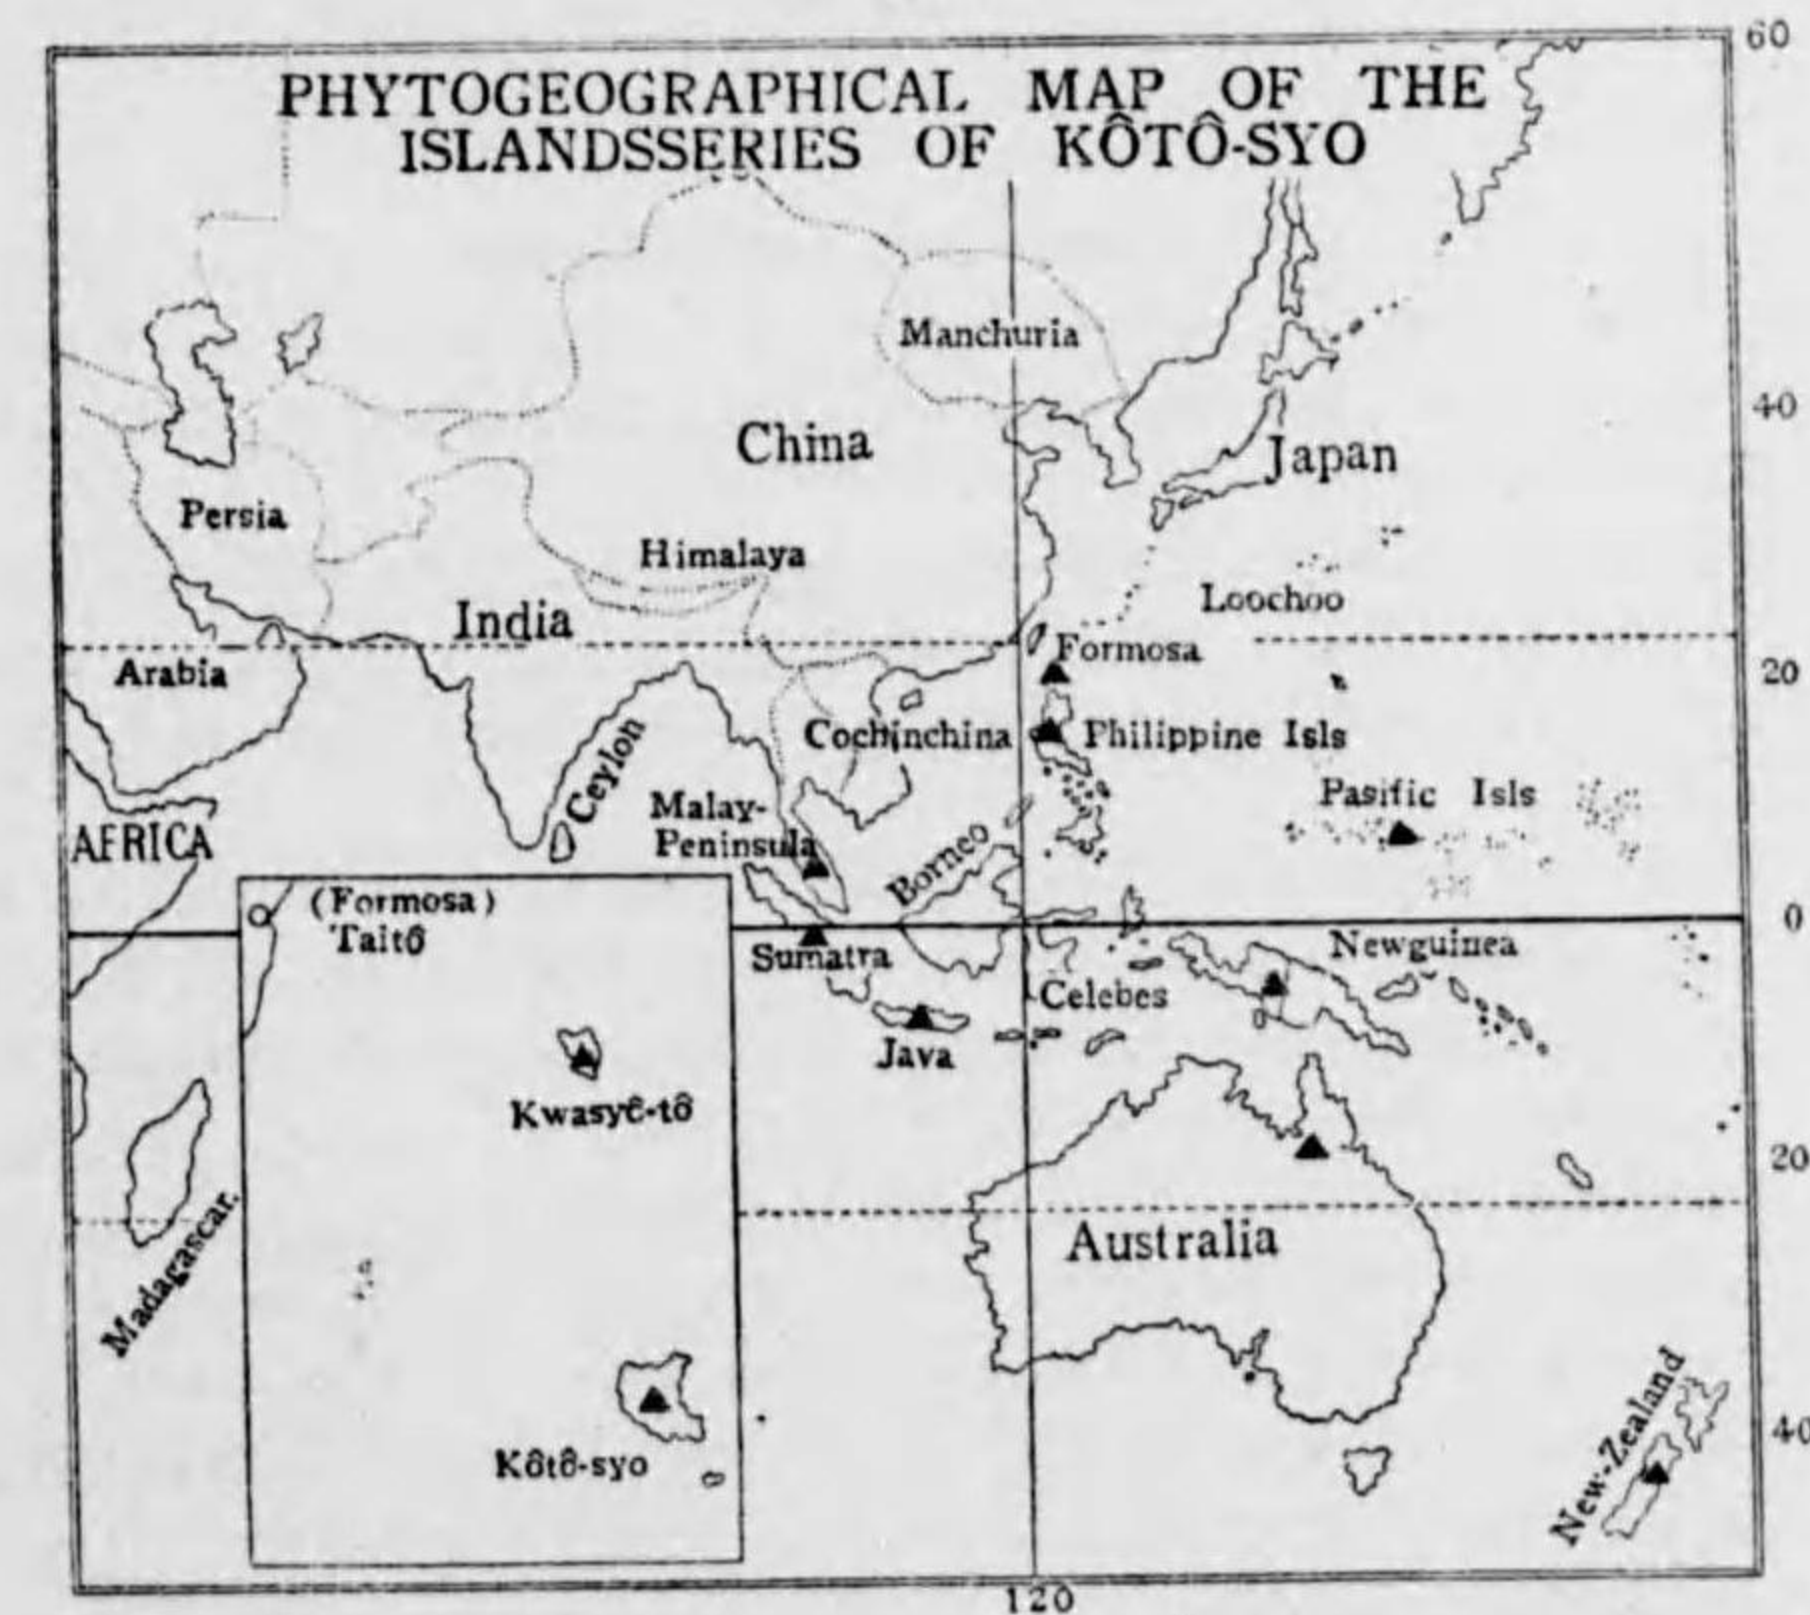 60
PHYTOGEOGRAPHICAL MAP OF THE
ISLANDSSERIES OF KÔTÔ-SYO
Manchuria
40
China
Japan
Persia
Himalaya
Loochoo
India
Formosa
Arabia
20
Cochinchina
Philippine Isls
Ceylon
Malay-
Peninsula
Pasific Isls
AFRICA
Borneo
(Formosa)
Taitô
0
Sumatra
Newguinea
Celebes
Java
Kwasyô-tô
20
Madagascar.
Australia
New-Zealand
40
Kôtô-syo
120